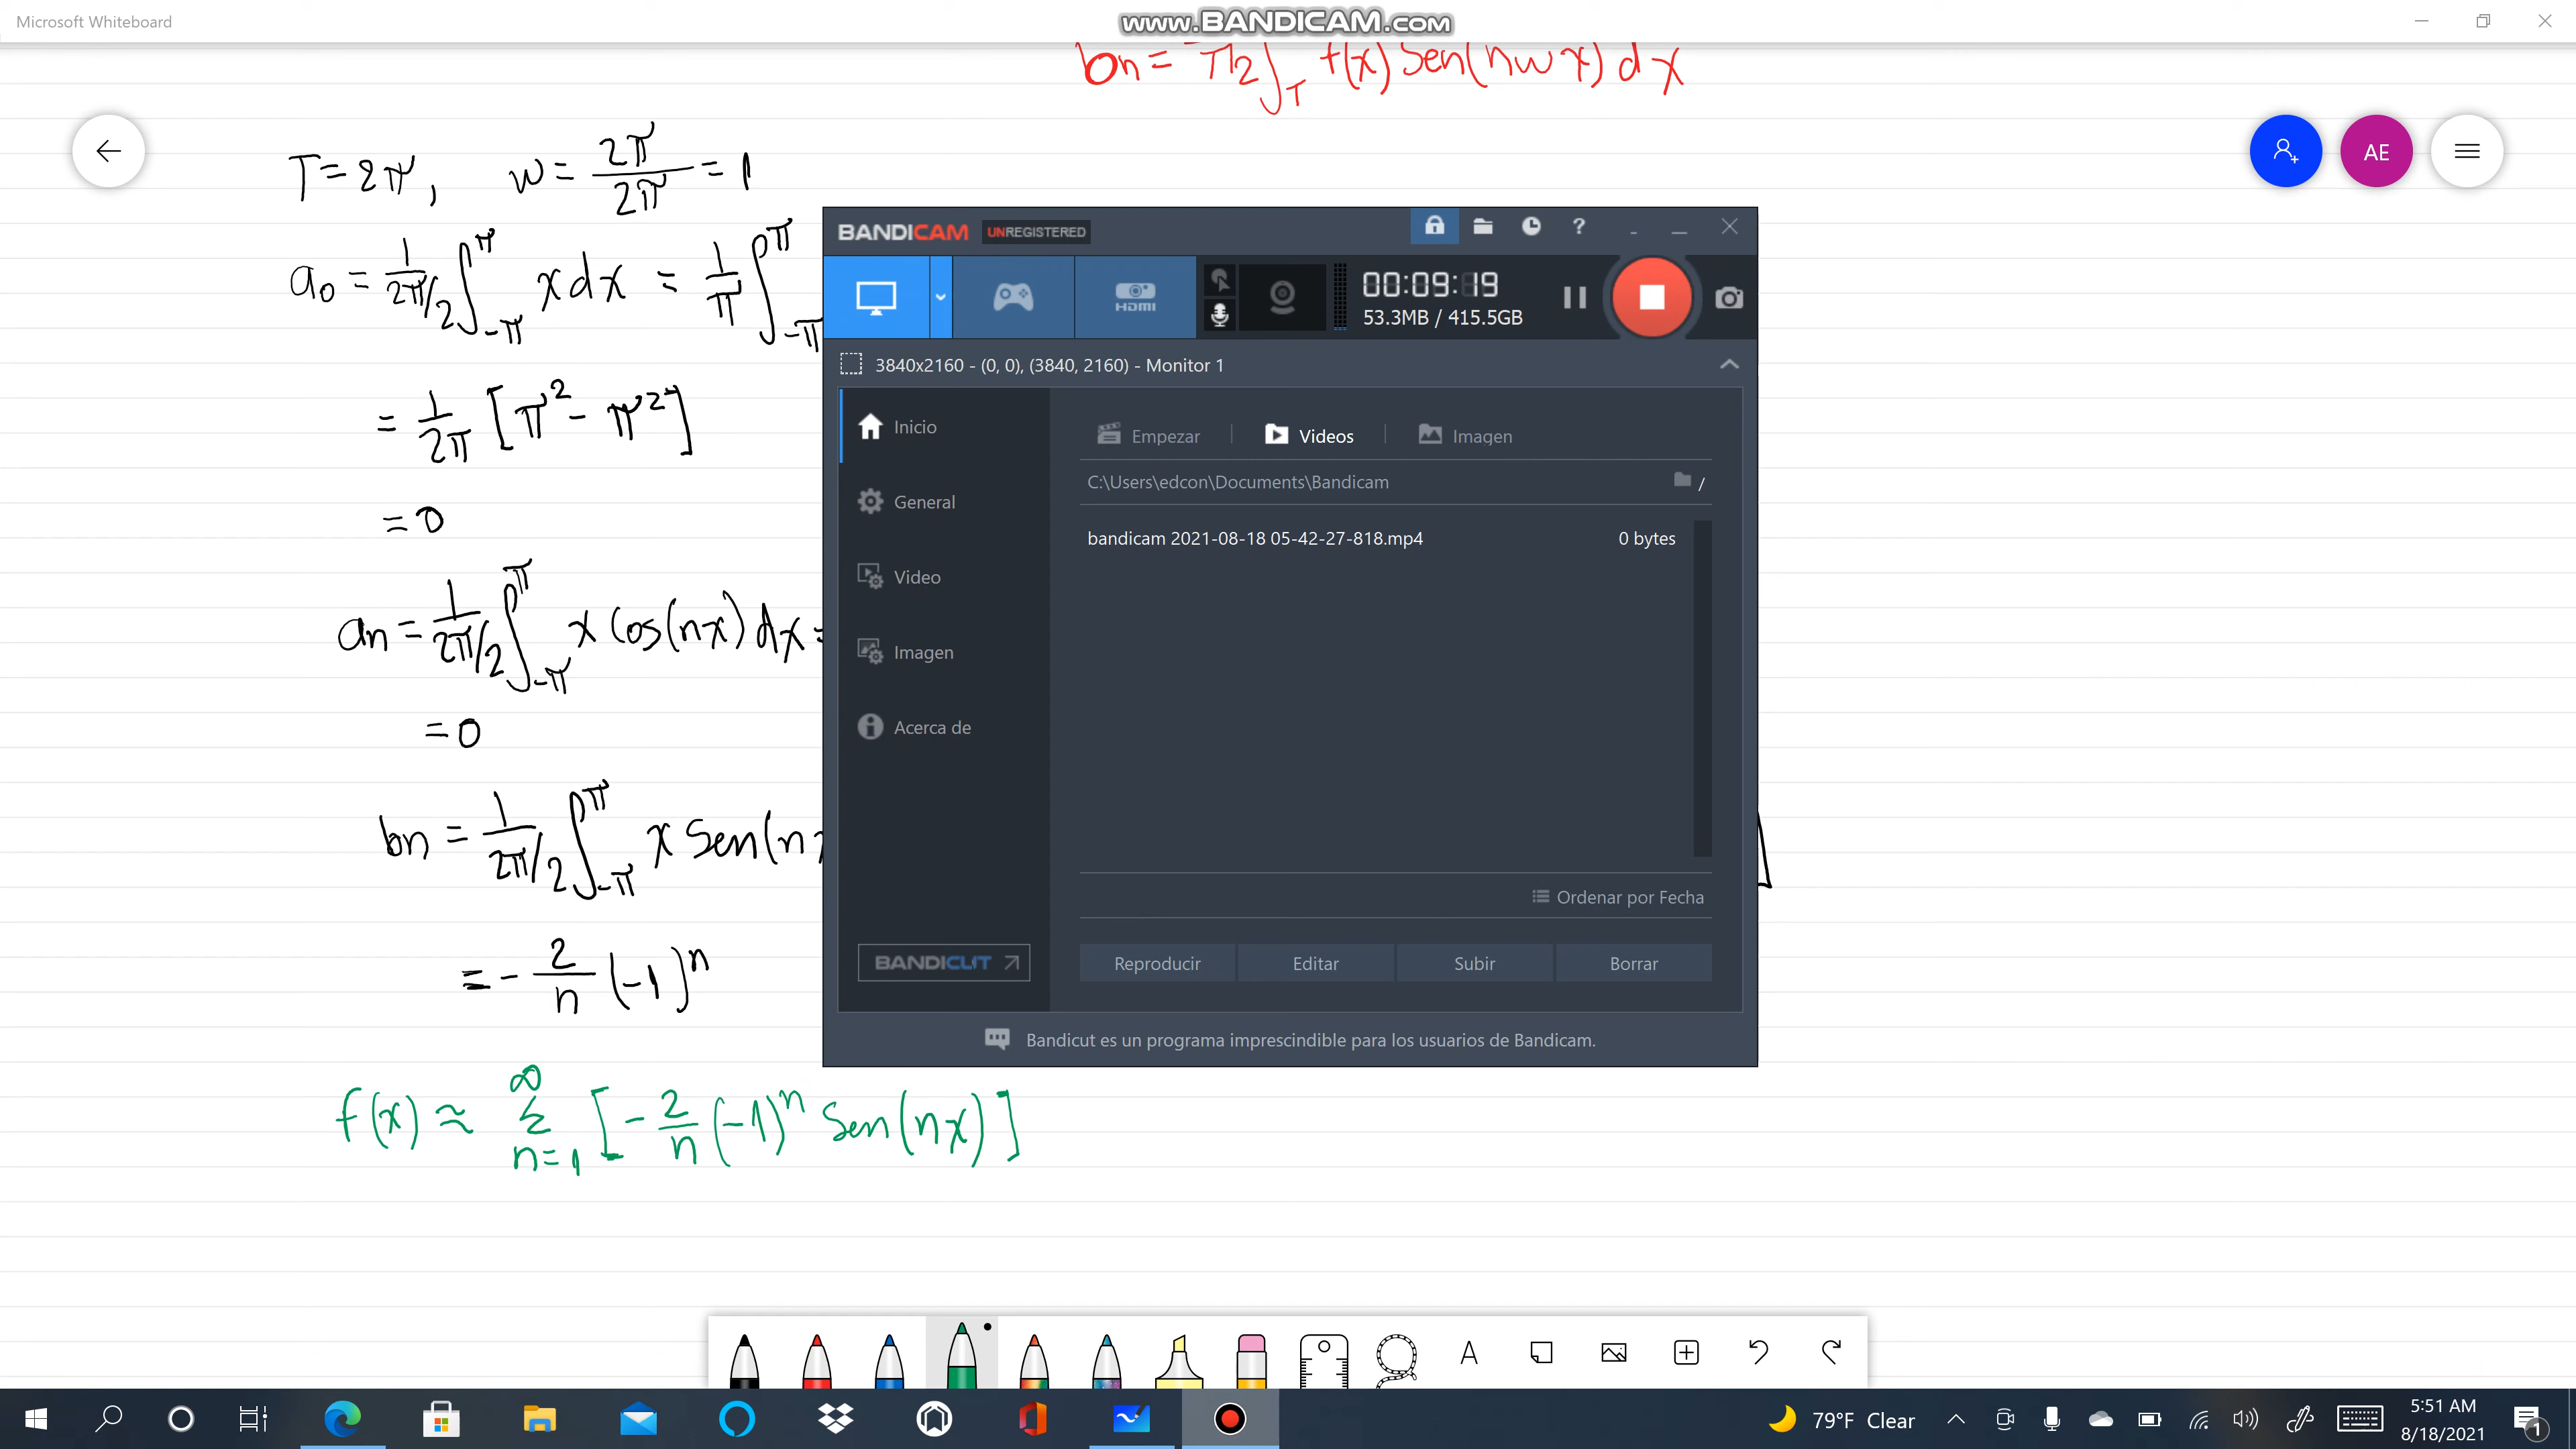 Microsoft Whiteboard
www.BANDICAM.com
bn = 1/T/2 ∫T f(x) Sen(nwx) dx
T = 2π, w = 2π/2π = 1
a0 = 1/2π/2 ∫-π^π x dx = 1/π ∫-π^π
= 1/2π [π² - π²]
= 0
an = 1/2π/2 ∫-π^π x Cos(nx) dx =
= 0
bn = 1/2π/2 ∫-π^π x Sen(nx
]
= - 2/n (-1)^n
f(x) ≈ ∑n=1^∞ [- 2/n (-1)^n Sen(nx)]
AE
BANDICAM UNREGISTERED
?
HDMI
00:09:19
53.3MB / 415.5GB
3840x2160 - (0, 0), (3840, 2160) - Monitor 1
Inicio
General
Video
Imagen
Acerca de
BANDICUT
Empezar Videos Imagen
C:\Users\edcon\Documents\Bandicam /
bandicam 2021-08-18 05-42-27-818.mp4 0 bytes
Ordenar por Fecha
Reproducir Editar Subir Borrar
Bandicut es un programa imprescindible para los usuarios de Bandicam.
A
79°F Clear
5:51 AM
8/18/2021
1